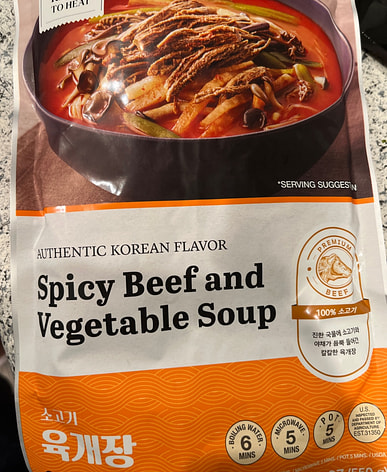 TO HEAT
*SERVING SUGGEST
AUTHENTIC KOREAN FLAVOR
Spicy Beef and
Vegetable Soup
PREMIUM
BEEF
100% 소고기
진한 국물에 소고기와
야채가 듬뿍 들어간
칼칼한 육개장
소고기
육개장
BOILING WATER
6
MINS
MICROWAVE
5
MINS
POT
5
MINS
U.S.
INSPECTED
AND PASSED BY
DEPARTMENT OF
AGRICULTURE
EST.31350